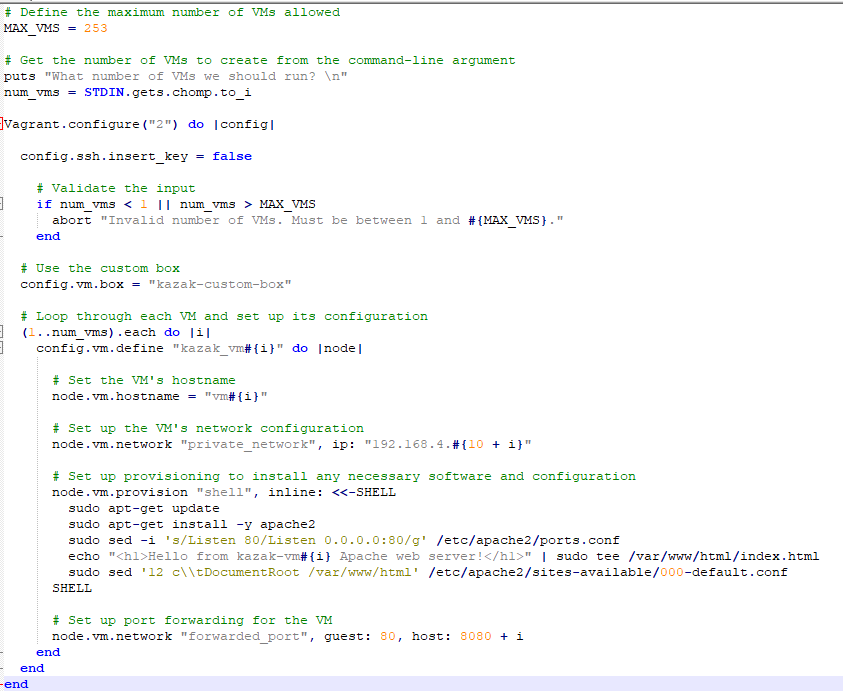 # Define the maximum number of VMs allowed
MAX_VMS = 253
# Get the number of VMs to create from the command-line argument
puts "What number of VMs we should run? \n"
num_vms = STDIN.gets.chomp.to_i
Vagrant.configure("2") do |config|
config.ssh.insert_key = false
# Validate the input
if num_vms < 1 || num_vms > MAX_VMS
abort "Invalid number of VMs. Must be between 1 and #{MAX_VMS}."
end
# Use the custom box
config.vm.box = "kazak-custom-box"
# Loop through each VM and set up its configuration
(1..num_vms).each do |i|
config.vm.define "kazak_vm#{i}" do |node|
# Set the VM's hostname
node.vm.hostname = "vm#{i}"
# Set up the VM's network configuration
node.vm.network "private_network", ip: "192.168.4.#{10 + i}"
# Set up provisioning to install any necessary software and configuration
node.vm.provision "shell", inline: <<-SHELL
sudo apt-get update
sudo apt-get install -y apache2
sudo sed -i 's/Listen 80/Listen 0.0.0.0:80/g' /etc/apache2/ports.conf
echo "<h1>Hello from kazak-vm#{i} Apache web server!</h1>" | sudo tee /var/www/html/index.html
sudo sed '12 c\\tDocumentRoot /var/www/html' /etc/apache2/sites-available/000-default.conf
SHELL
# Set up port forwarding for the VM
node.vm.network "forwarded_port", guest: 80, host: 8080 + i
end
end
end